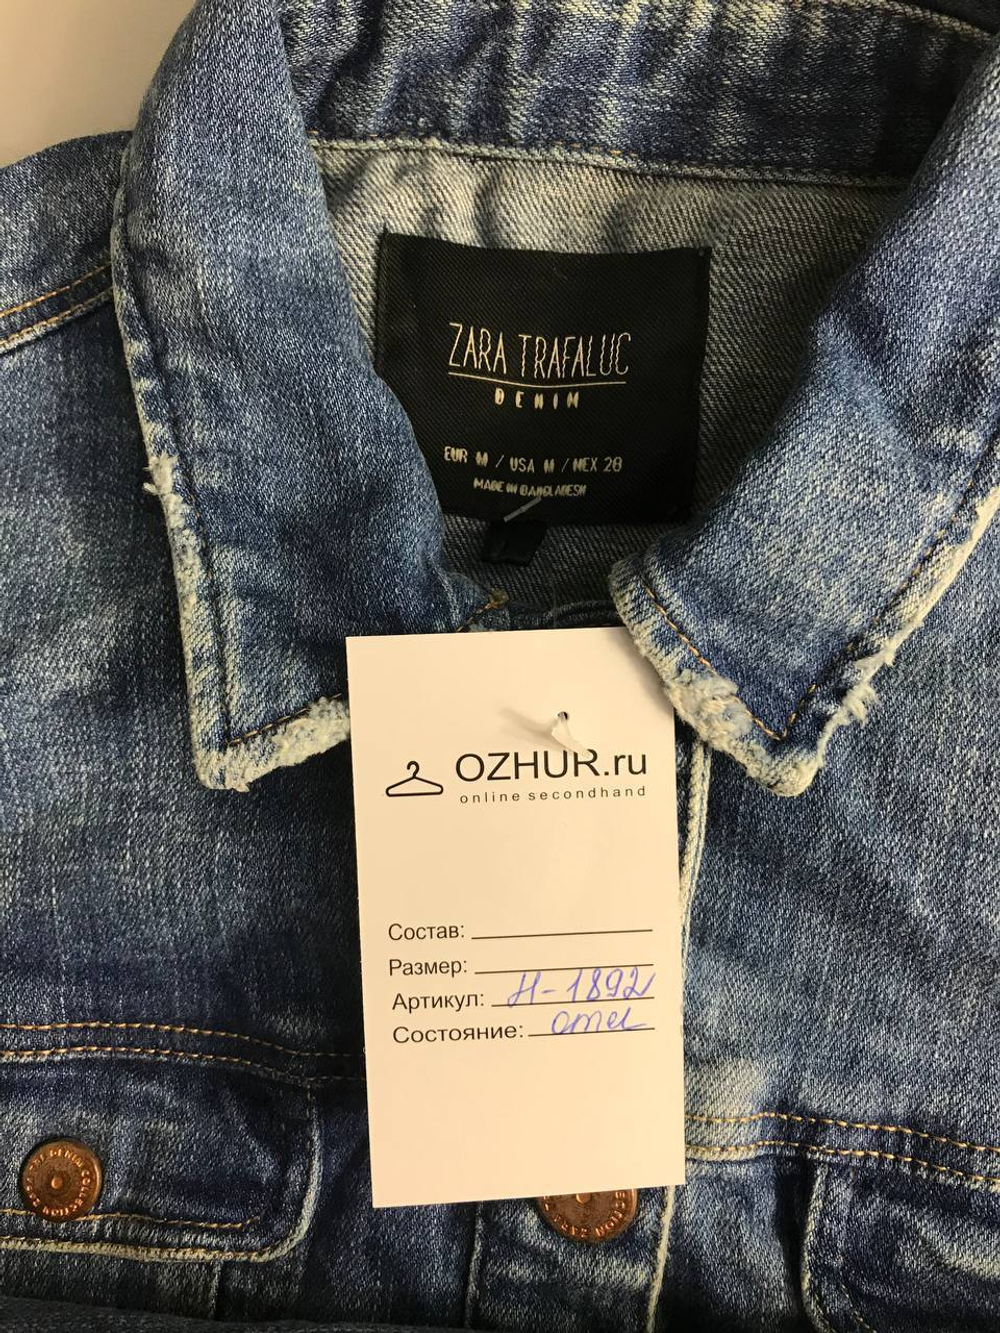 ZARA TRAFALUC
DENIM
EUR M / USA M / MEX 28
MADE IN BANGLADESH
OZHUR.ru
online secondhand
Состав:
Размер:
Артикул: Н-1892
Состояние: отл